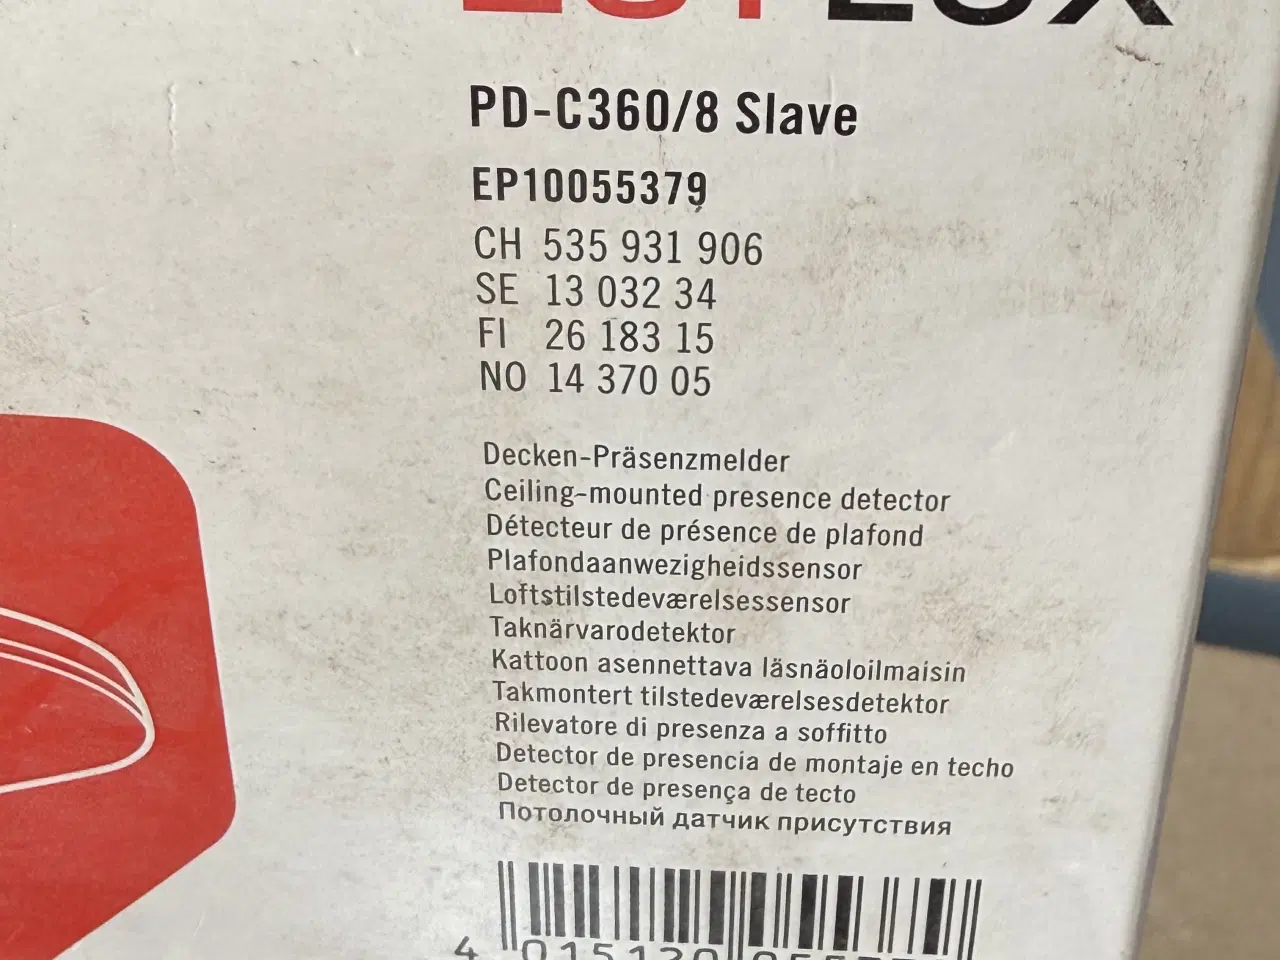 PD-C360/8 Slave
EP10055379
CH 535 931 906
SE 13 032 34
FI 26 183 15
NO 14 370 05
Decken-Präsenzmelder
Ceiling-mounted presence detector
Détecteur de présence de plafond
Plafondaanwezigheidssensor
Loftstilstedeværelsessensor
Taknärvarodetektor
Kattoon asennettava läsnäoloilmaisin
Takmontert tilstedeværelsesdetektor
Rilevatore di presenza a soffitto
Detector de presencia de montaje en techo
Detector de presença de tecto
Потолочный датчик присутствия